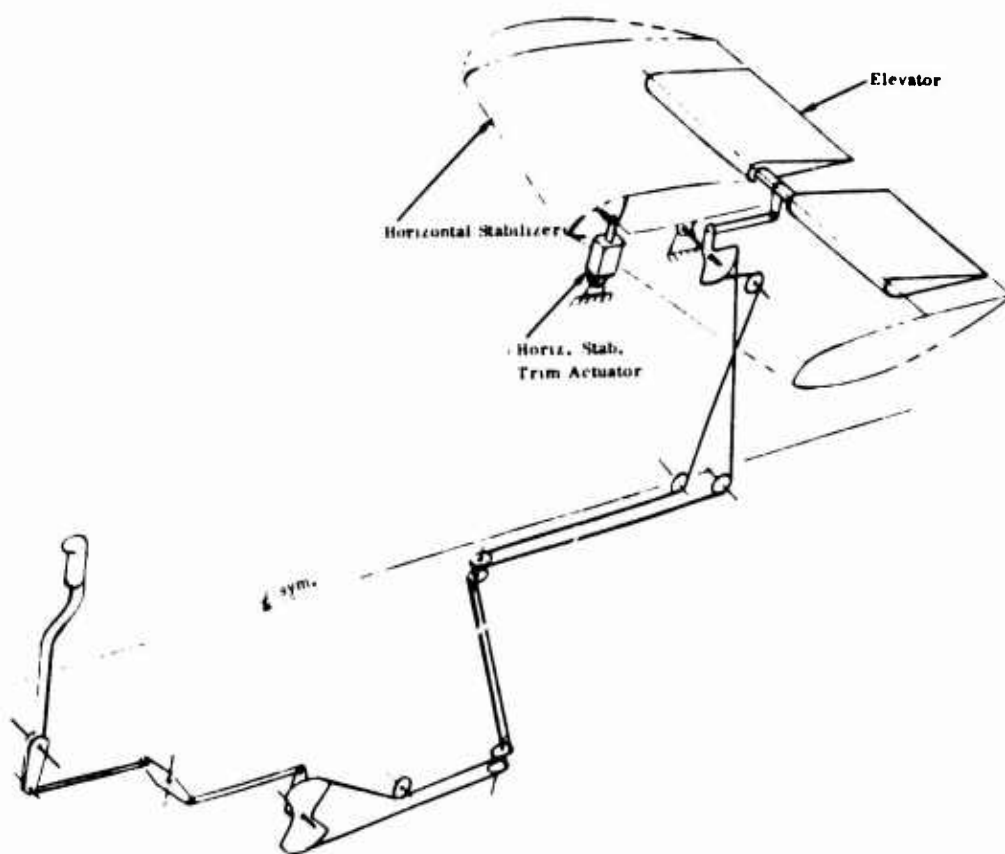 Elevator
Horizontal Stabilizer
Horiz. Stab.
Trim Actuator
sym.